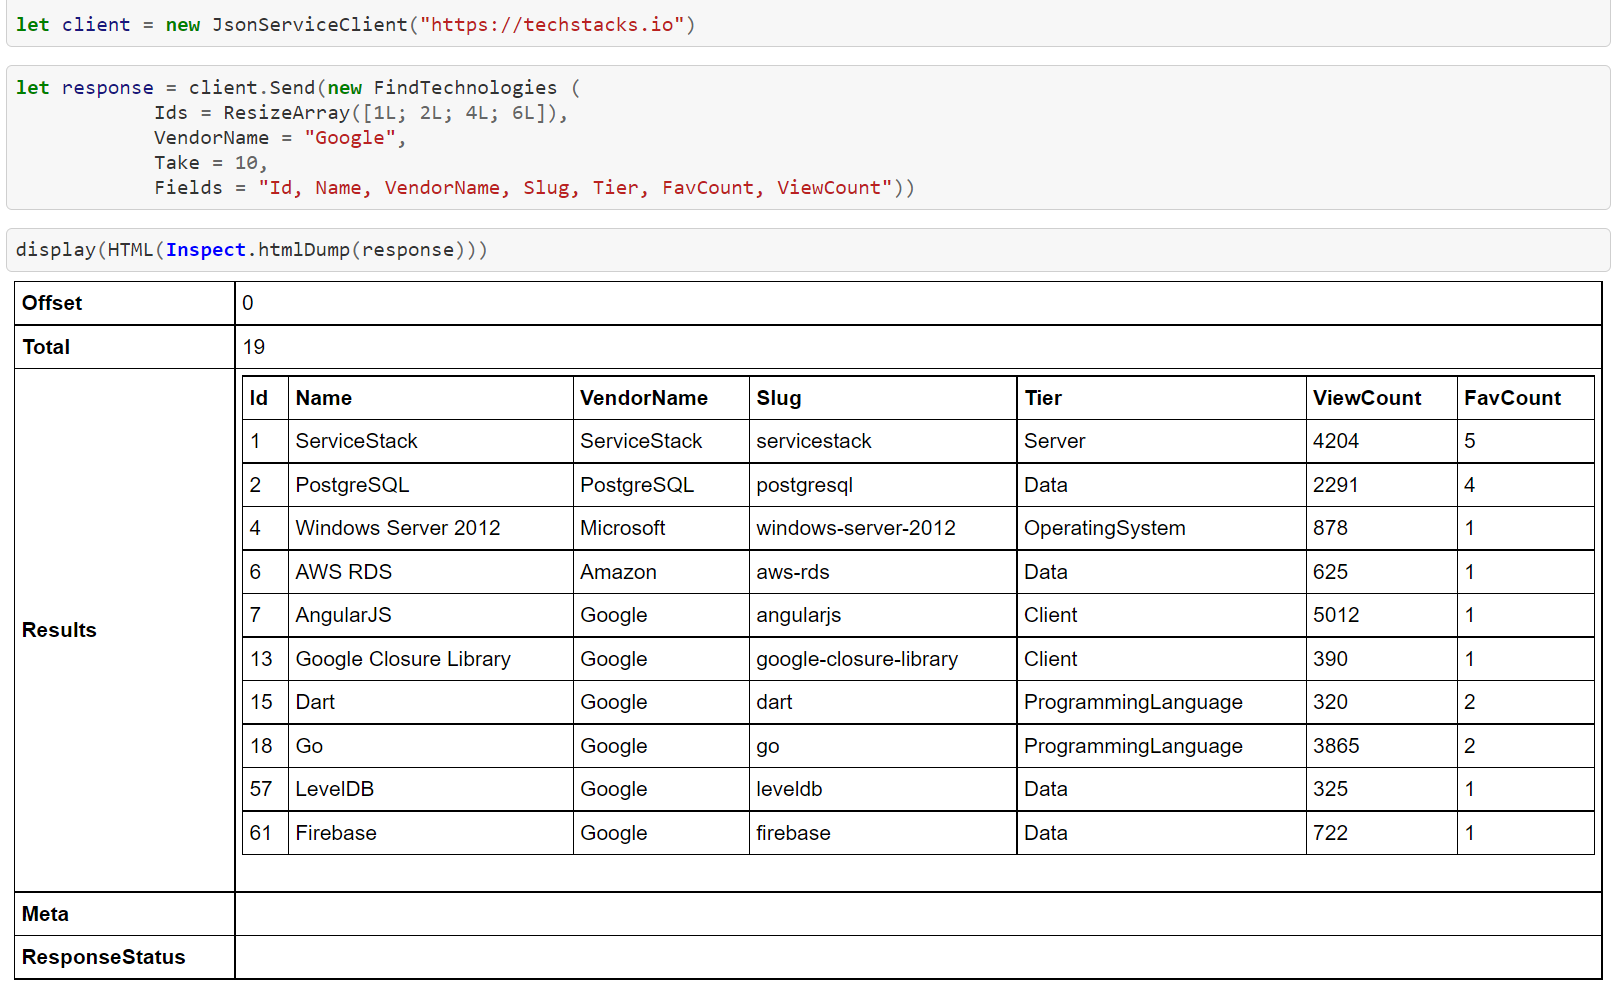 let client = new JsonServiceClient("https://techstacks.io")
let response = client.Send(new FindTechnologies (
Ids = ResizeArray([1L; 2L; 4L; 6L]),
VendorName = "Google",
Take = 10,
Fields = "Id, Name, VendorName, Slug, Tier, FavCount, ViewCount"))
display(HTML(Inspect.htmlDump(response)))
Offset 0
Total 19
Results
Id Name VendorName Slug Tier ViewCount FavCount
1 ServiceStack ServiceStack servicestack Server 4204 5
2 PostgreSQL PostgreSQL postgresql Data 2291 4
4 Windows Server 2012 Microsoft windows-server-2012 OperatingSystem 878 1
6 AWS RDS Amazon aws-rds Data 625 1
7 AngularJS Google angularjs Client 5012 1
13 Google Closure Library Google google-closure-library Client 390 1
15 Dart Google dart ProgrammingLanguage 320 2
18 Go Google go ProgrammingLanguage 3865 2
57 LevelDB Google leveldb Data 325 1
61 Firebase Google firebase Data 722 1
Meta
ResponseStatus